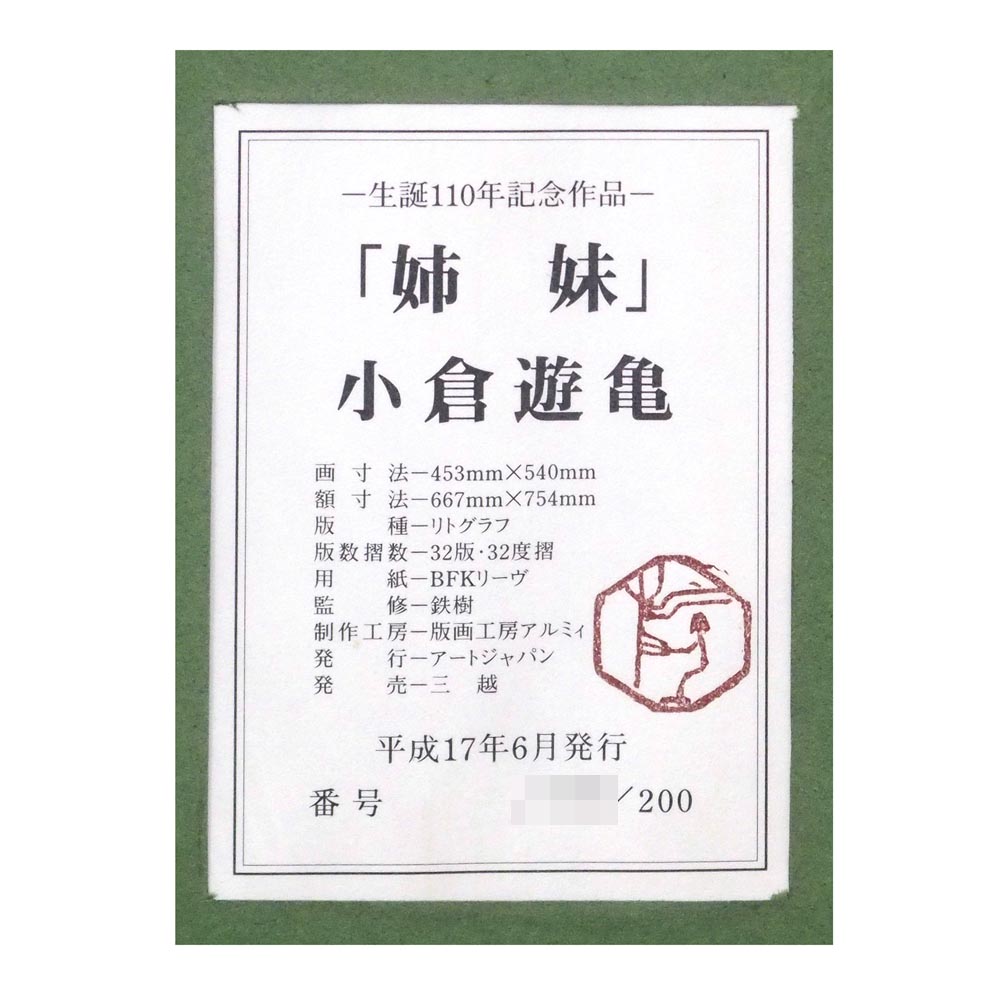 ―生誕110年記念作品―
「姉　妹」
小倉遊亀
画寸法―453mm×540mm
額寸法―667mm×754mm
版　種―リトグラフ
版数摺数―32版・32度摺
用　紙―BFKリーヴ
監　修―鉄樹
制作工房―版画工房アルミィ
発　行―アートジャパン
発　売―三　越
平成17年6月発行
番号　/200